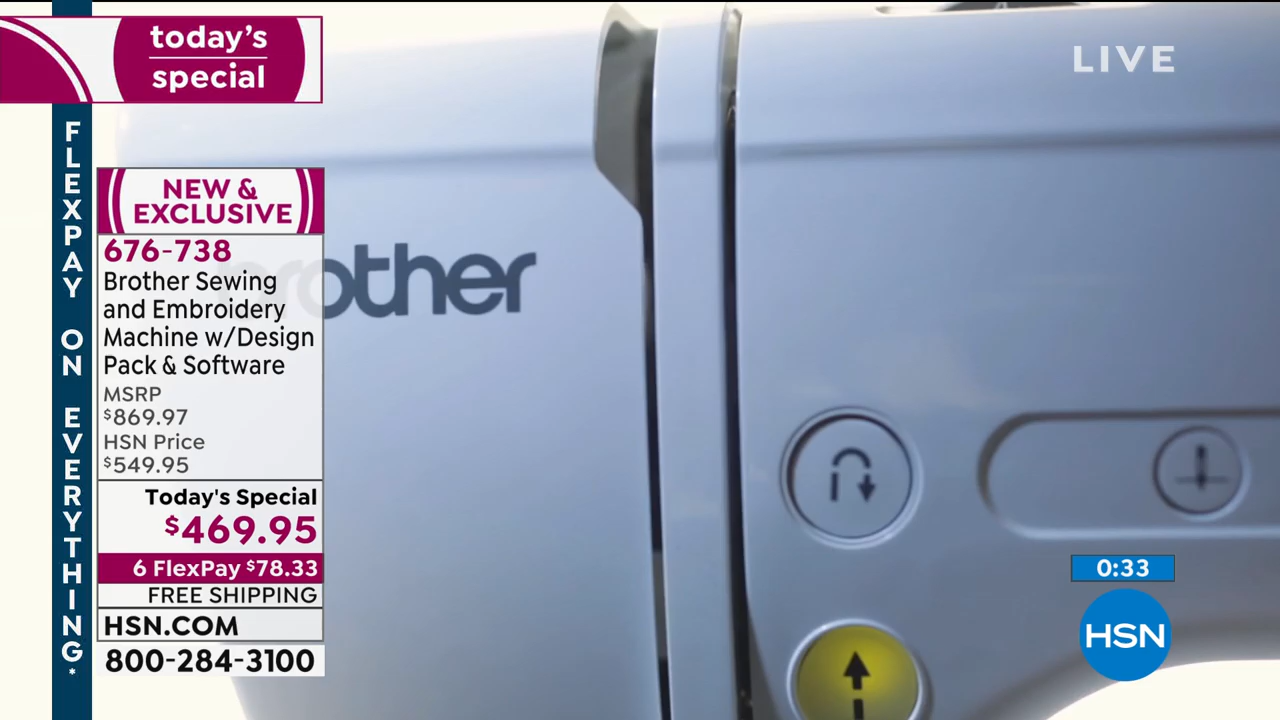 today's
special
LIVE
FLEXPAY ON EVERYTHING*
NEW &
EXCLUSIVE
676-738
Brother Sewing
and Embroidery
Machine w/Design
Pack & Software
MSRP
$869.97
HSN Price
$549.95
Today's Special
$469.95
6 FlexPay $78.33
FREE SHIPPING
HSN.COM
800-284-3100
brother
0:33
HSN